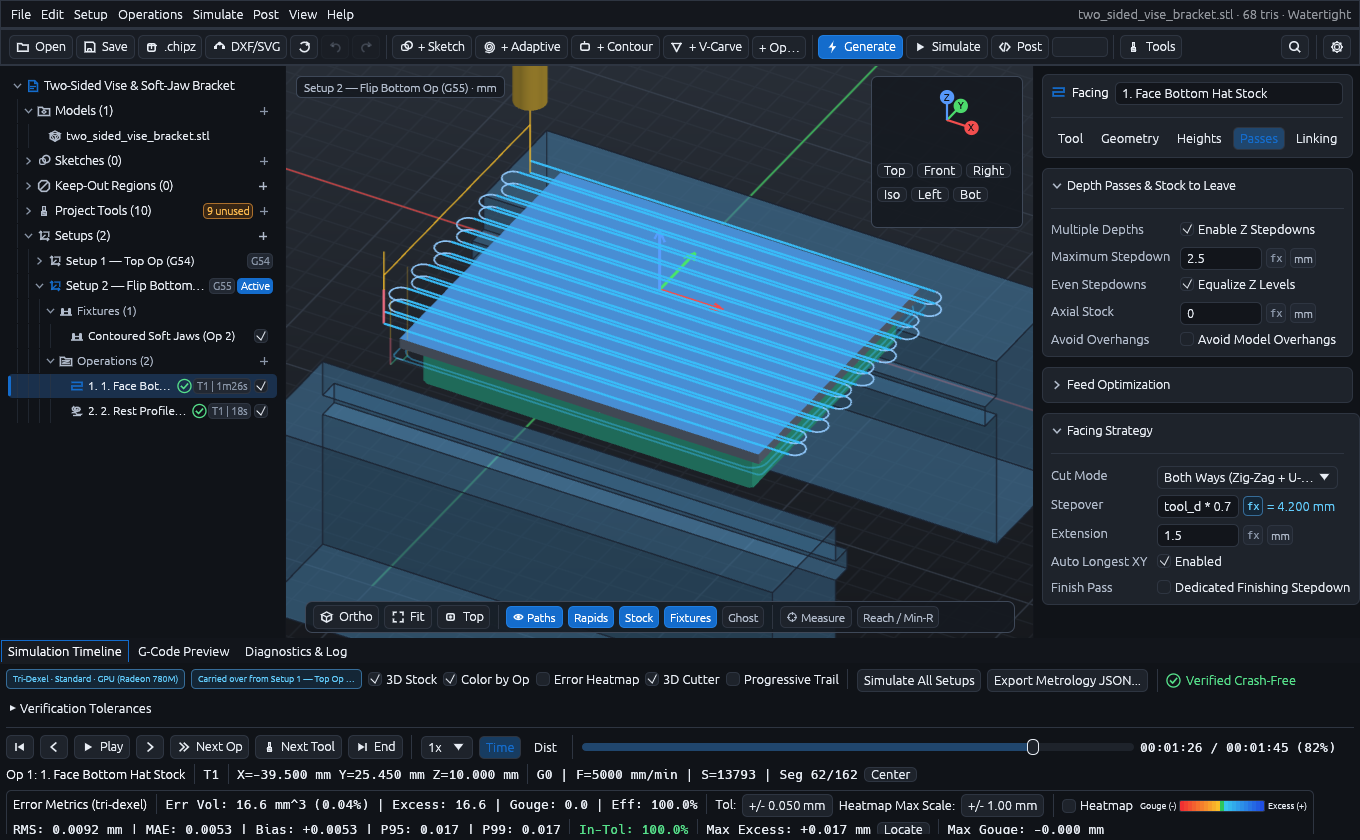 File Edit Setup Operations Simulate Post View Help two_sided_vise_bracket.stl · 68 tris · Watertight
Open Save .chipz DXF/SVG + Sketch + Adaptive + Contour + V-Carve + Op... Generate Simulate Post Tools
Two-Sided Vise & Soft-Jaw Bracket
Models (1) +
two_sided_vise_bracket.stl
Sketches (0) +
Keep-Out Regions (0) +
Project Tools (10) 9 unused +
Setups (2) +
Setup 1 — Top Op (G54) G54
Setup 2 — Flip Bottom... G55 Active
Fixtures (1)
Contoured Soft Jaws (Op 2)
Operations (2) +
1. 1. Face Bot... T1 | 1m26s
2. 2. Rest Profile... T1 | 18s
Setup 2 — Flip Bottom Op (G55) · mm
Z
Y
X
Top Front Right
Iso Left Bot
Ortho Fit Top Paths Rapids Stock Fixtures Ghost Measure Reach / Min-R
Facing 1. Face Bottom Hat Stock
Tool Geometry Heights Passes Linking
Depth Passes & Stock to Leave
Multiple Depths Enable Z Stepdowns
Maximum Stepdown 2.5 fx mm
Even Stepdowns Equalize Z Levels
Axial Stock 0 fx mm
Avoid Overhangs Avoid Model Overhangs
Feed Optimization
Facing Strategy
Cut Mode Both Ways (Zig-Zag + U-...
Stepover tool_d * 0.7 fx = 4.200 mm
Extension 1.5 fx mm
Auto Longest XY Enabled
Finish Pass Dedicated Finishing Stepdown
Simulation Timeline G-Code Preview Diagnostics & Log
Tri-Dexel · Standard · GPU (Radeon 780M) Carried over from Setup 1 — Top Op ... 3D Stock Color by Op Error Heatmap 3D Cutter Progressive Trail Simulate All Setups Export Metrology JSON... Verified Crash-Free
Verification Tolerances
Play Next Op Next Tool End 1x Time Dist 00:01:26 / 00:01:45 (82%)
Op 1: 1. Face Bottom Hat Stock T1 X=-39.500 mm Y=25.450 mm Z=10.000 mm G0 | F=5000 mm/min | S=13793 | Seg 62/162 Center
Error Metrics (tri-dexel) Err Vol: 16.6 mm^3 (0.04%) | Excess: 16.6 | Gouge: 0.0 | Eff: 100.0% Tol: +/- 0.050 mm Heatmap Max Scale: +/- 1.00 mm Heatmap Gouge (-) Excess (+)
RMS: 0.0092 mm | MAE: 0.0053 | Bias: +0.0053 | P95: 0.017 | P99: 0.017 In-Tol: 100.0% Max Excess: +0.017 mm Locate Max Gouge: -0.000 mm